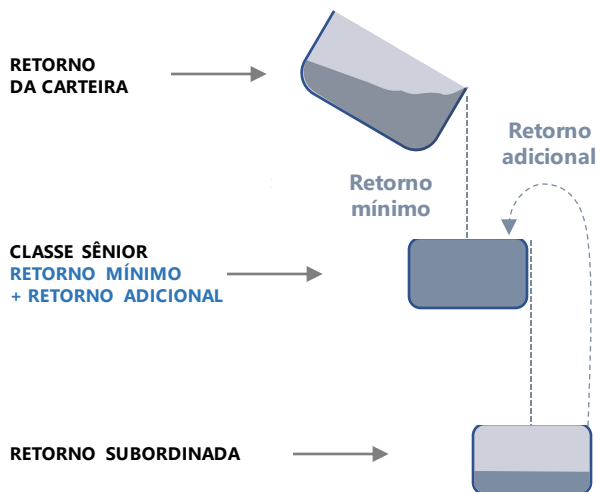 RETORNO
DA CARTEIRA
Retorno
adicional
Retorno
mínimo
CLASSE SÊNIOR
RETORNO MÍNIMO
+ RETORNO ADICIONAL
RETORNO SUBORDINADA